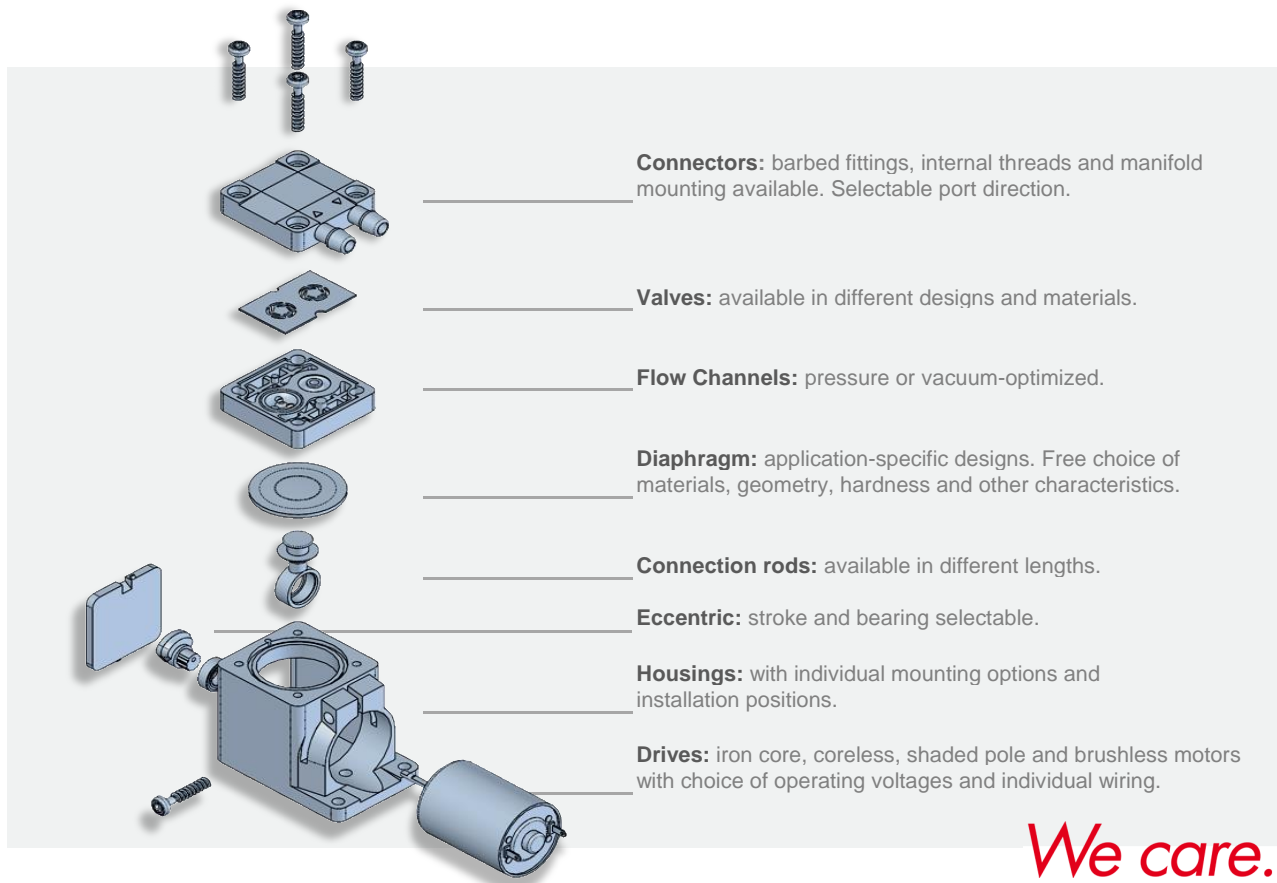 Connectors: barbed fittings, internal threads and manifold
mounting available. Selectable port direction.
Valves: available in different designs and materials.
Flow Channels: pressure or vacuum-optimized.
Diaphragm: application-specific designs. Free choice of
materials, geometry, hardness and other characteristics.
Connection rods: available in different lengths.
Eccentric: stroke and bearing selectable.
Housings: with individual mounting options and
installation positions.
Drives: iron core, coreless, shaded pole and brushless motors
with choice of operating voltages and individual wiring.
We care.